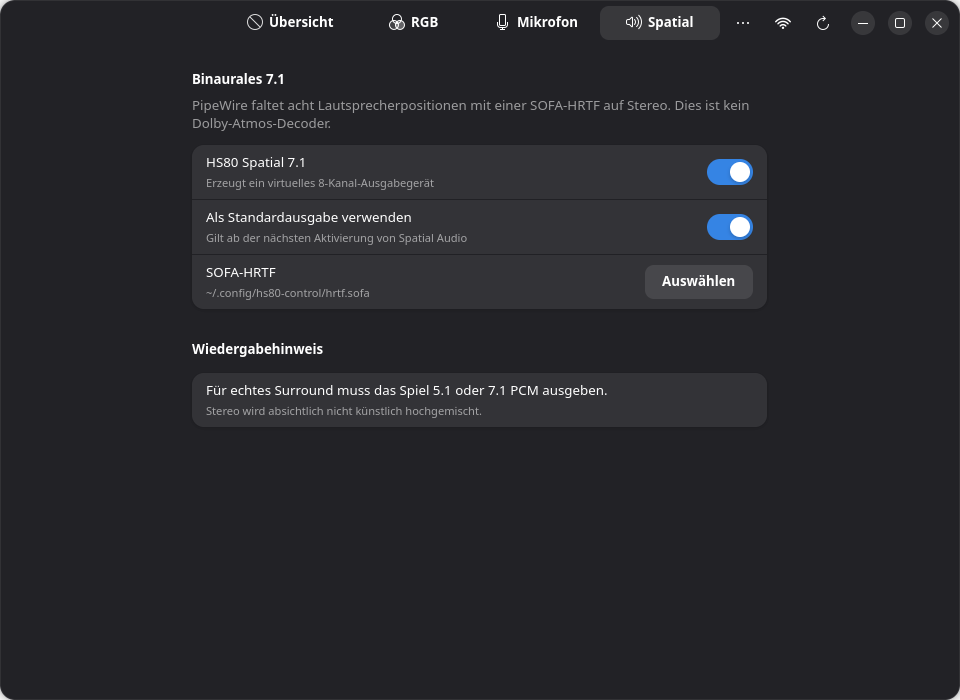 Übersicht
RGB
Mikrofon
Spatial
Binaurales 7.1
PipeWire faltet acht Lautsprecherpositionen mit einer SOFA-HRTF auf Stereo. Dies ist kein
Dolby-Atmos-Decoder.
HS80 Spatial 7.1
Erzeugt ein virtuelles 8-Kanal-Ausgabegerät
Als Standardausgabe verwenden
Gilt ab der nächsten Aktivierung von Spatial Audio
SOFA-HRTF
~/.config/hs80-control/hrtf.sofa
Auswählen
Wiedergabehinweis
Für echtes Surround muss das Spiel 5.1 oder 7.1 PCM ausgeben.
Stereo wird absichtlich nicht künstlich hochgemischt.